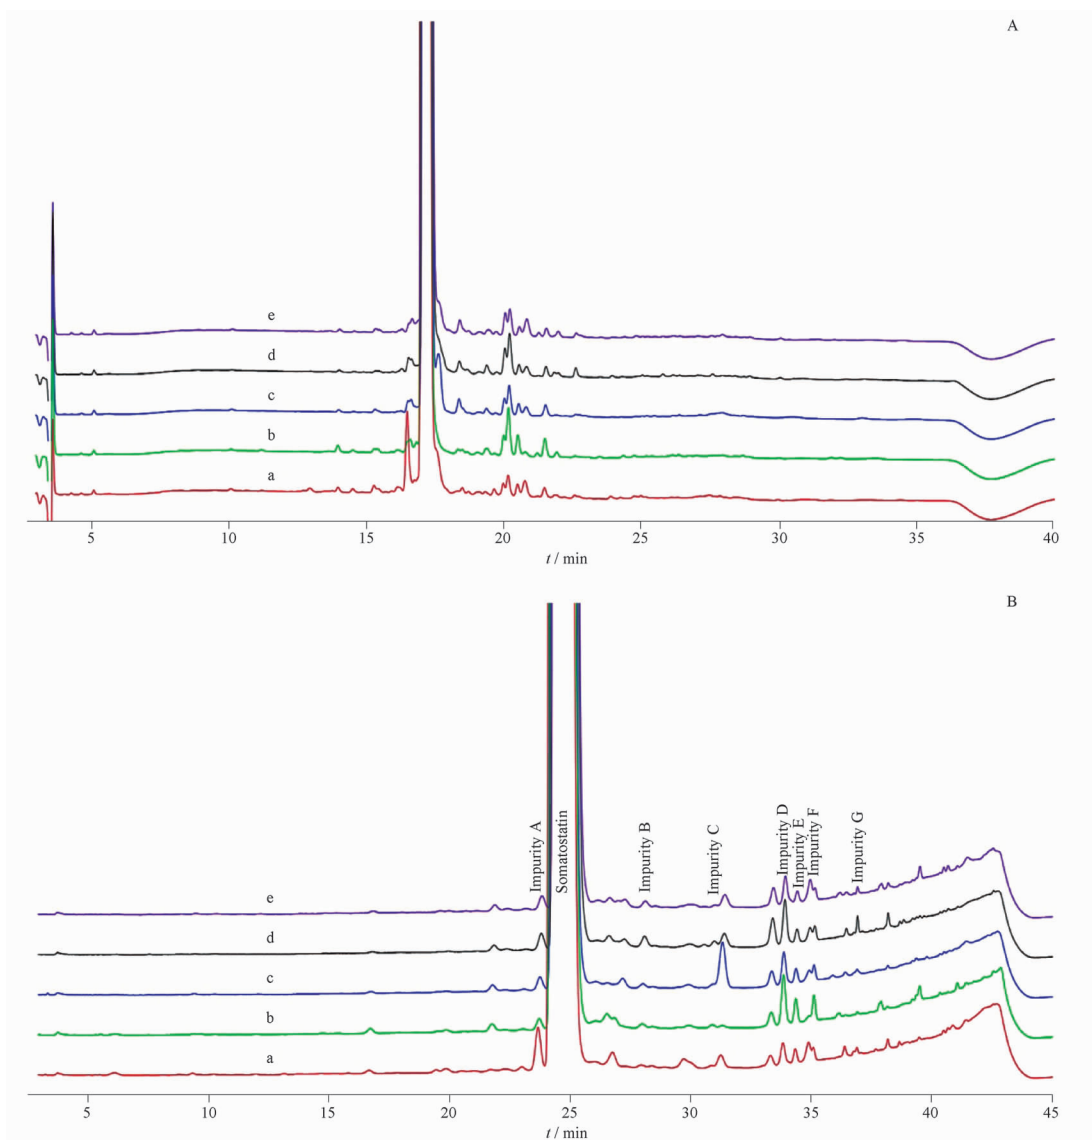 A
e
d
c
b
a
5 10 15 20 25 30 35 40
t / min
B
Impurity A
Somatostatin
Impurity B
Impurity C
Impurity D
Impurity E
Impurity F
Impurity G
e
d
c
b
a
5 10 15 20 25 30 35 40 45
t / min